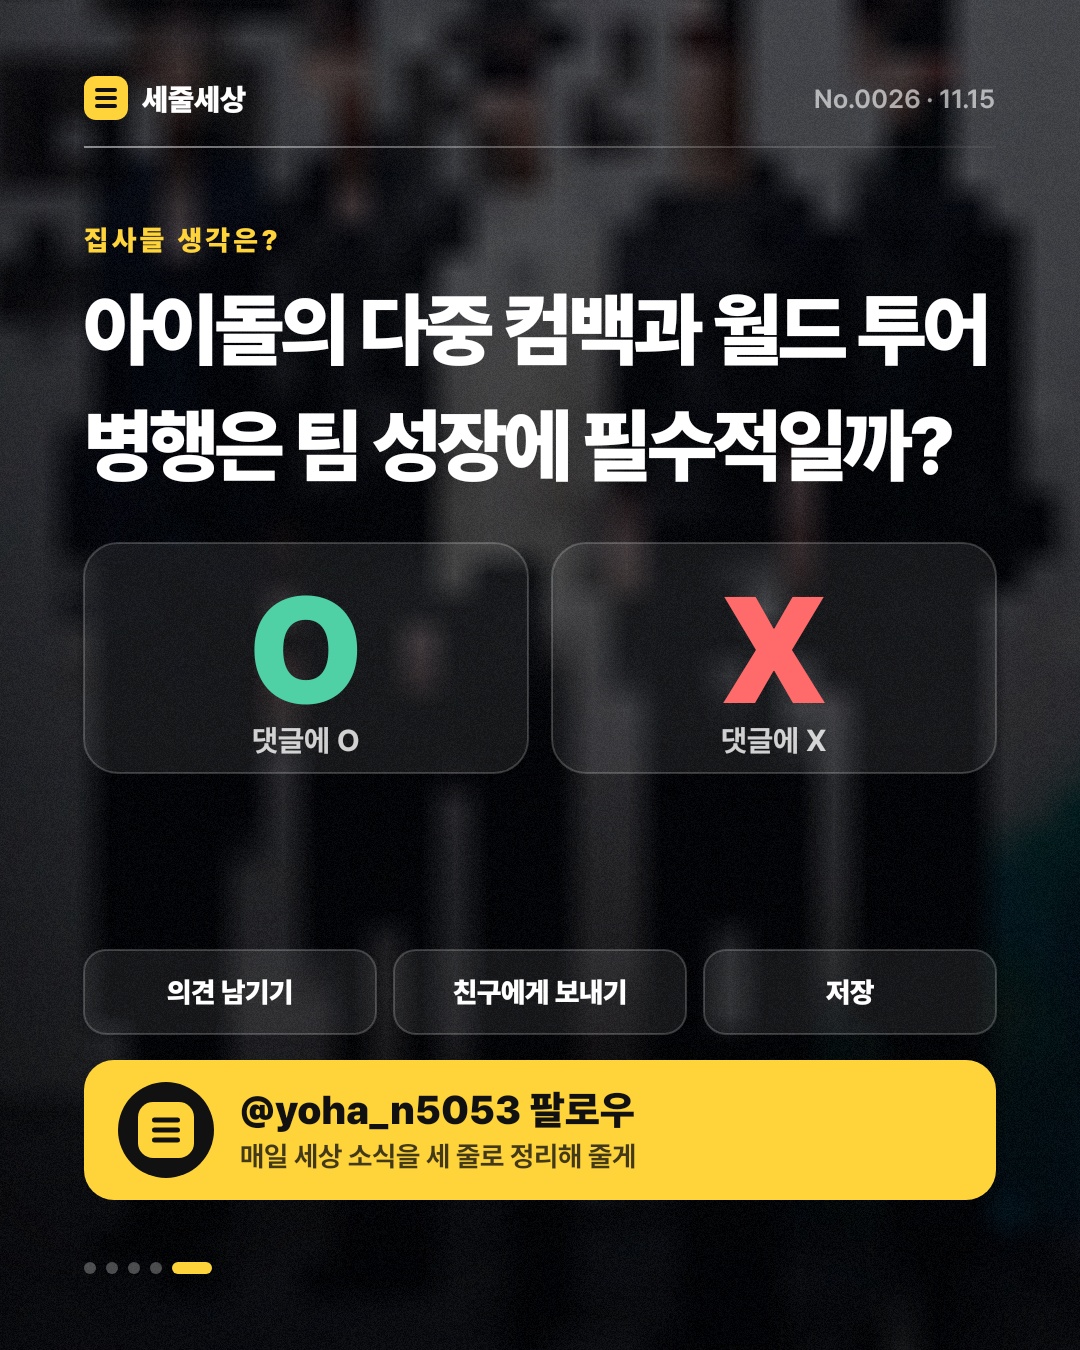 세줄세상
No.0026 · 11.15
집사들 생각은?
아이돌의 다중 컴백과 월드 투어
병행은 팀 성장에 필수적일까?
O
댓글에 O
X
댓글에 X
의견 남기기
친구에게 보내기
저장
@yoha_n5053 팔로우
매일 세상 소식을 세 줄로 정리해 줄게